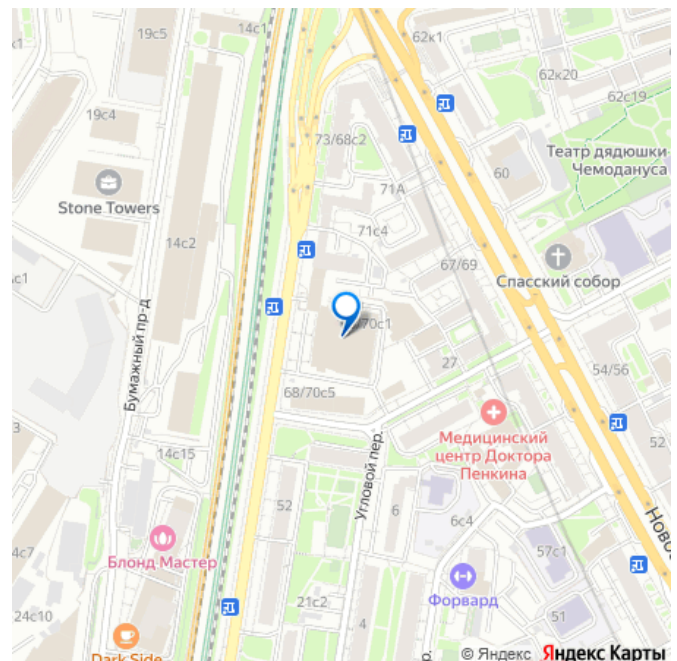 19с5
14с1
62к1
62к20
62с19
19с4
73/68с2
Театр дядюшки
Чемодануса
60
71А
Stone Towers
71с4
14с2
67/69
Спасский собор
с1
Бумажный пр-д
70с1
27
54/56
68/70с5
Медицинский
центр Доктора
Пенкина
52
14с15
Угловой пер.
52
6
6с4
Ново
57с1
4с7
Блонд Мастер
Форвард
21с2
51
24с10
4
Dark Side
© Яндекс Яндекс Карты